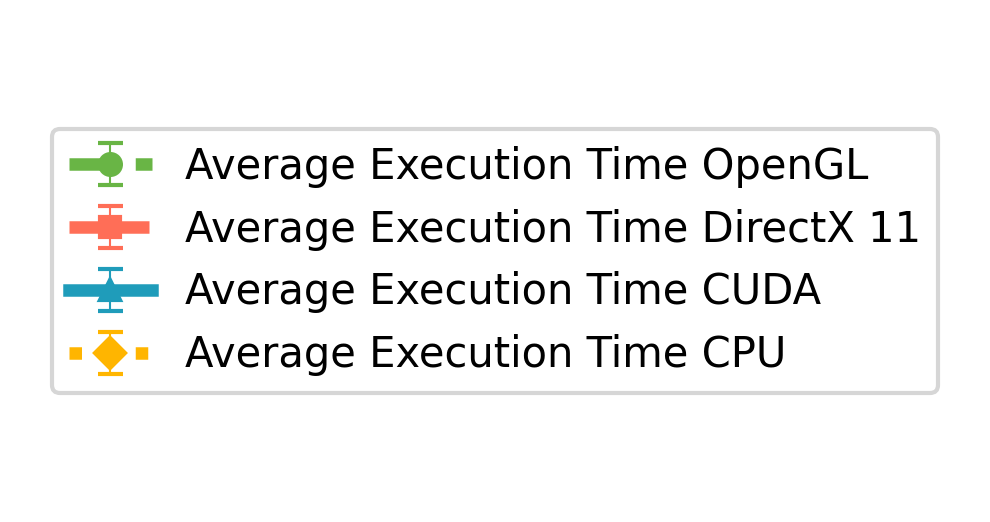 Average Execution Time OpenGL
Average Execution Time DirectX 11
Average Execution Time CUDA
Average Execution Time CPU